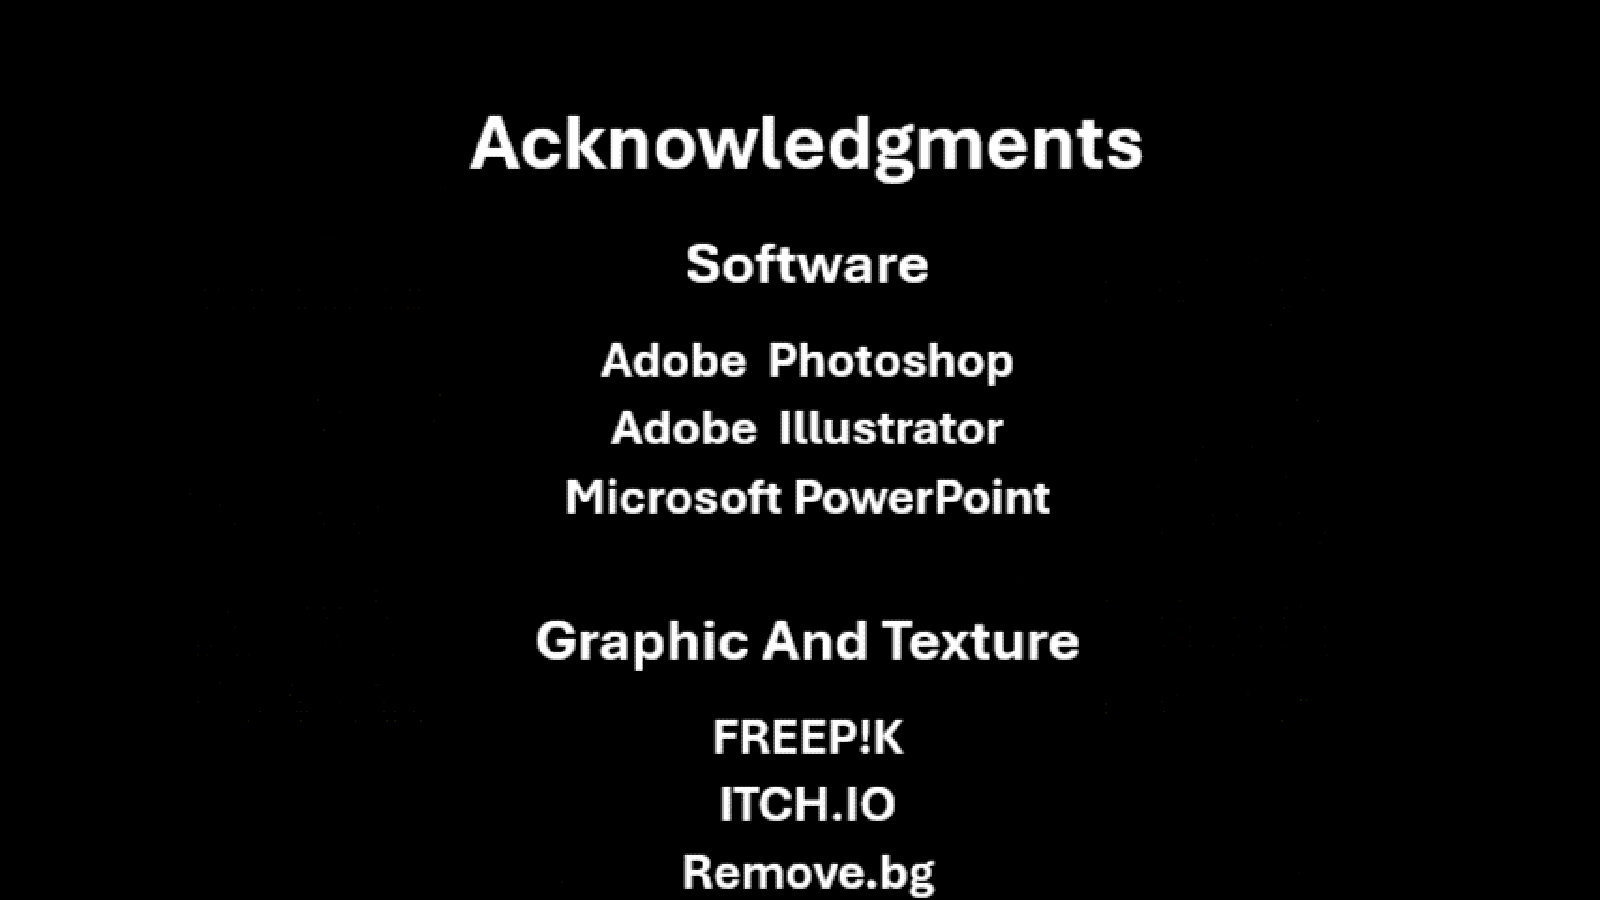 Acknowledgments
Software
Adobe Photoshop
Adobe Illustrator
Microsoft PowerPoint
Graphic And Texture
FREEP!K
ITCH.IO
Remove.bg